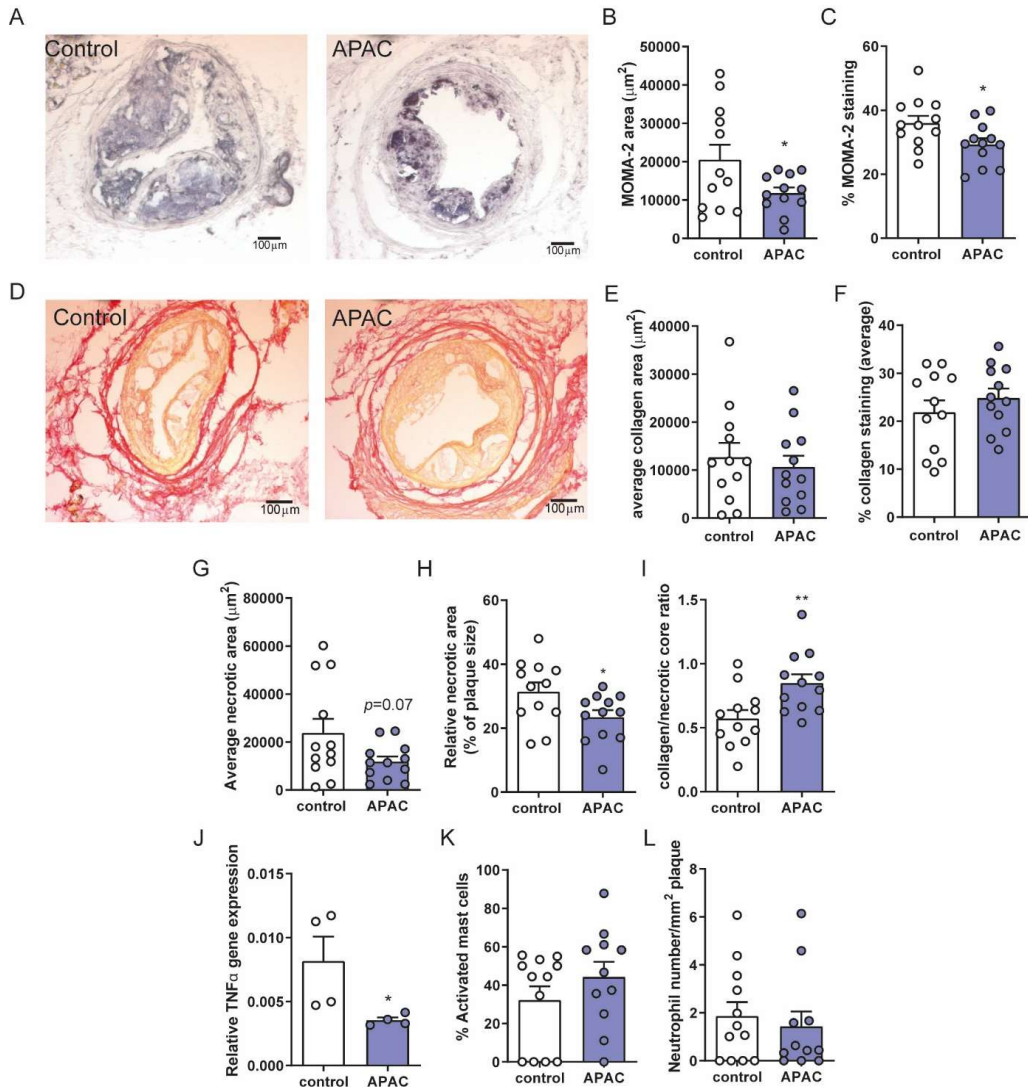 A
Control
100μm
APAC
100μm
B
MOMA-2 area (μm²)
50000
40000
30000
20000
10000
0
*
control
APAC
C
% MOMA-2 staining
60
40
20
0
*
control
APAC
D
Control
100μm
APAC
100μm
E
average collagen area (μm²)
40000
30000
20000
10000
0
control
APAC
F
% collagen staining (average)
40
30
20
10
0
control
APAC
G
Average necrotic area (μm²)
80000
60000
40000
20000
0
p=0.07
control
APAC
H
Relative necrotic area
(% of plaque size)
60
40
20
0
*
control
APAC
I
collagen/necrotic core ratio
1.5
1.0
0.5
0.0
**
control
APAC
J
Relative TNFα gene expression
0.015
0.010
0.005
0.000
*
control
APAC
K
% Activated mast cells
100
80
60
40
20
0
control
APAC
L
Neutrophil number/mm² plaque
8
6
4
2
0
control
APAC